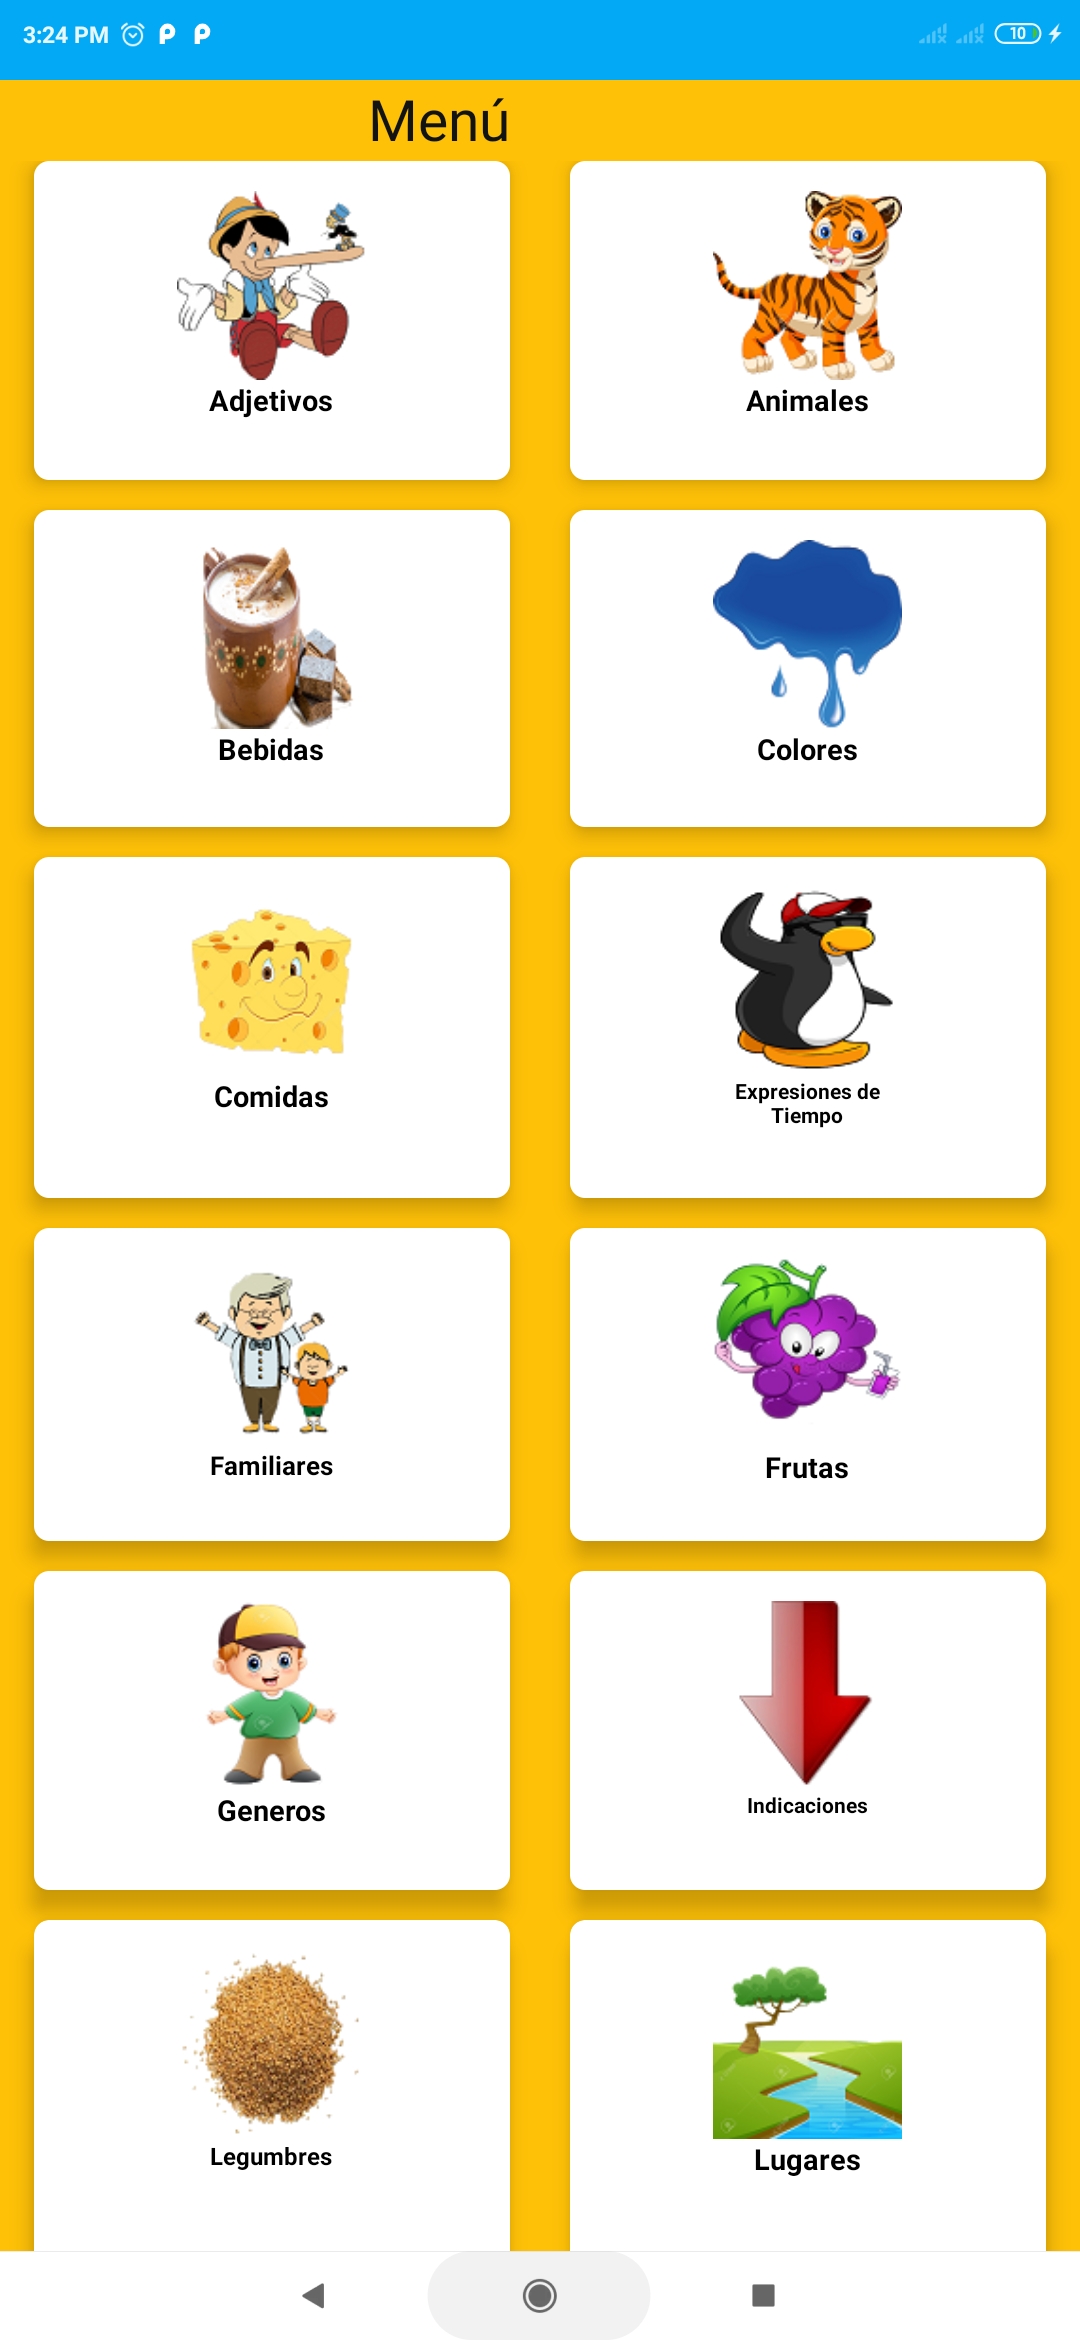 3:24 PM
10
Menú
Adjetivos
Animales
Bebidas
Colores
Comidas
Expresiones de
Tiempo
Familiares
Frutas
Generos
Indicaciones
Legumbres
Lugares